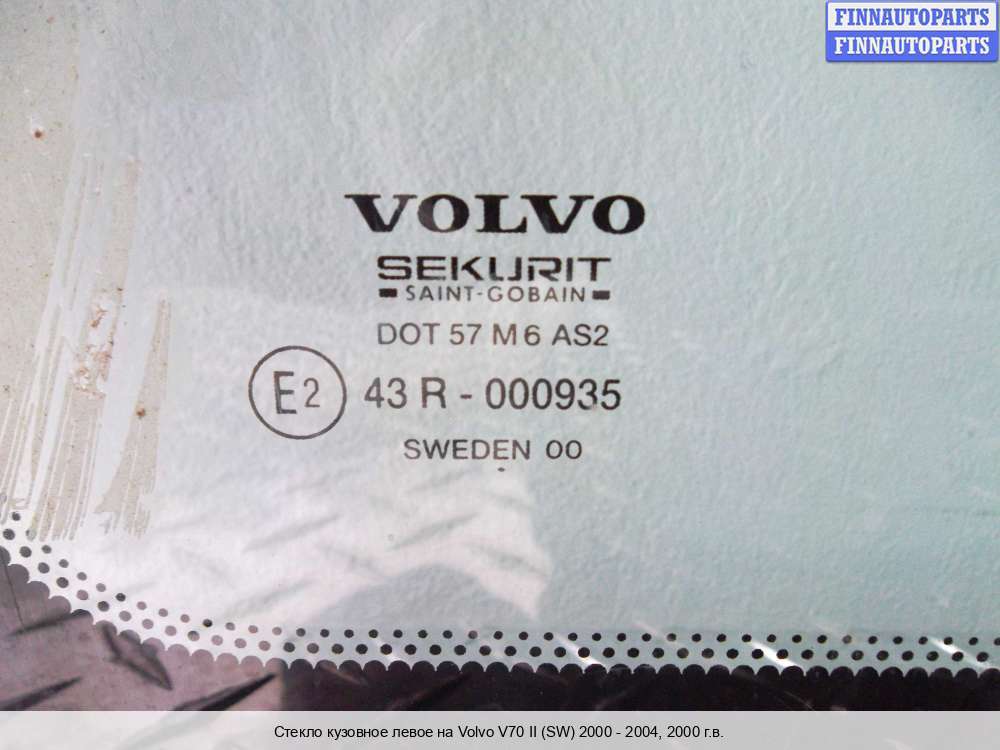 FINNAUTOPARTS
FINNAUTOPARTS
VOLVO
SEKURIT
SAINT-GOBAIN
DOT 57 M 6 AS2
E2 43 R - 000935
SWEDEN 00
Стекло кузовное левое на Volvo V70 II (SW) 2000 - 2004, 2000 г.в.